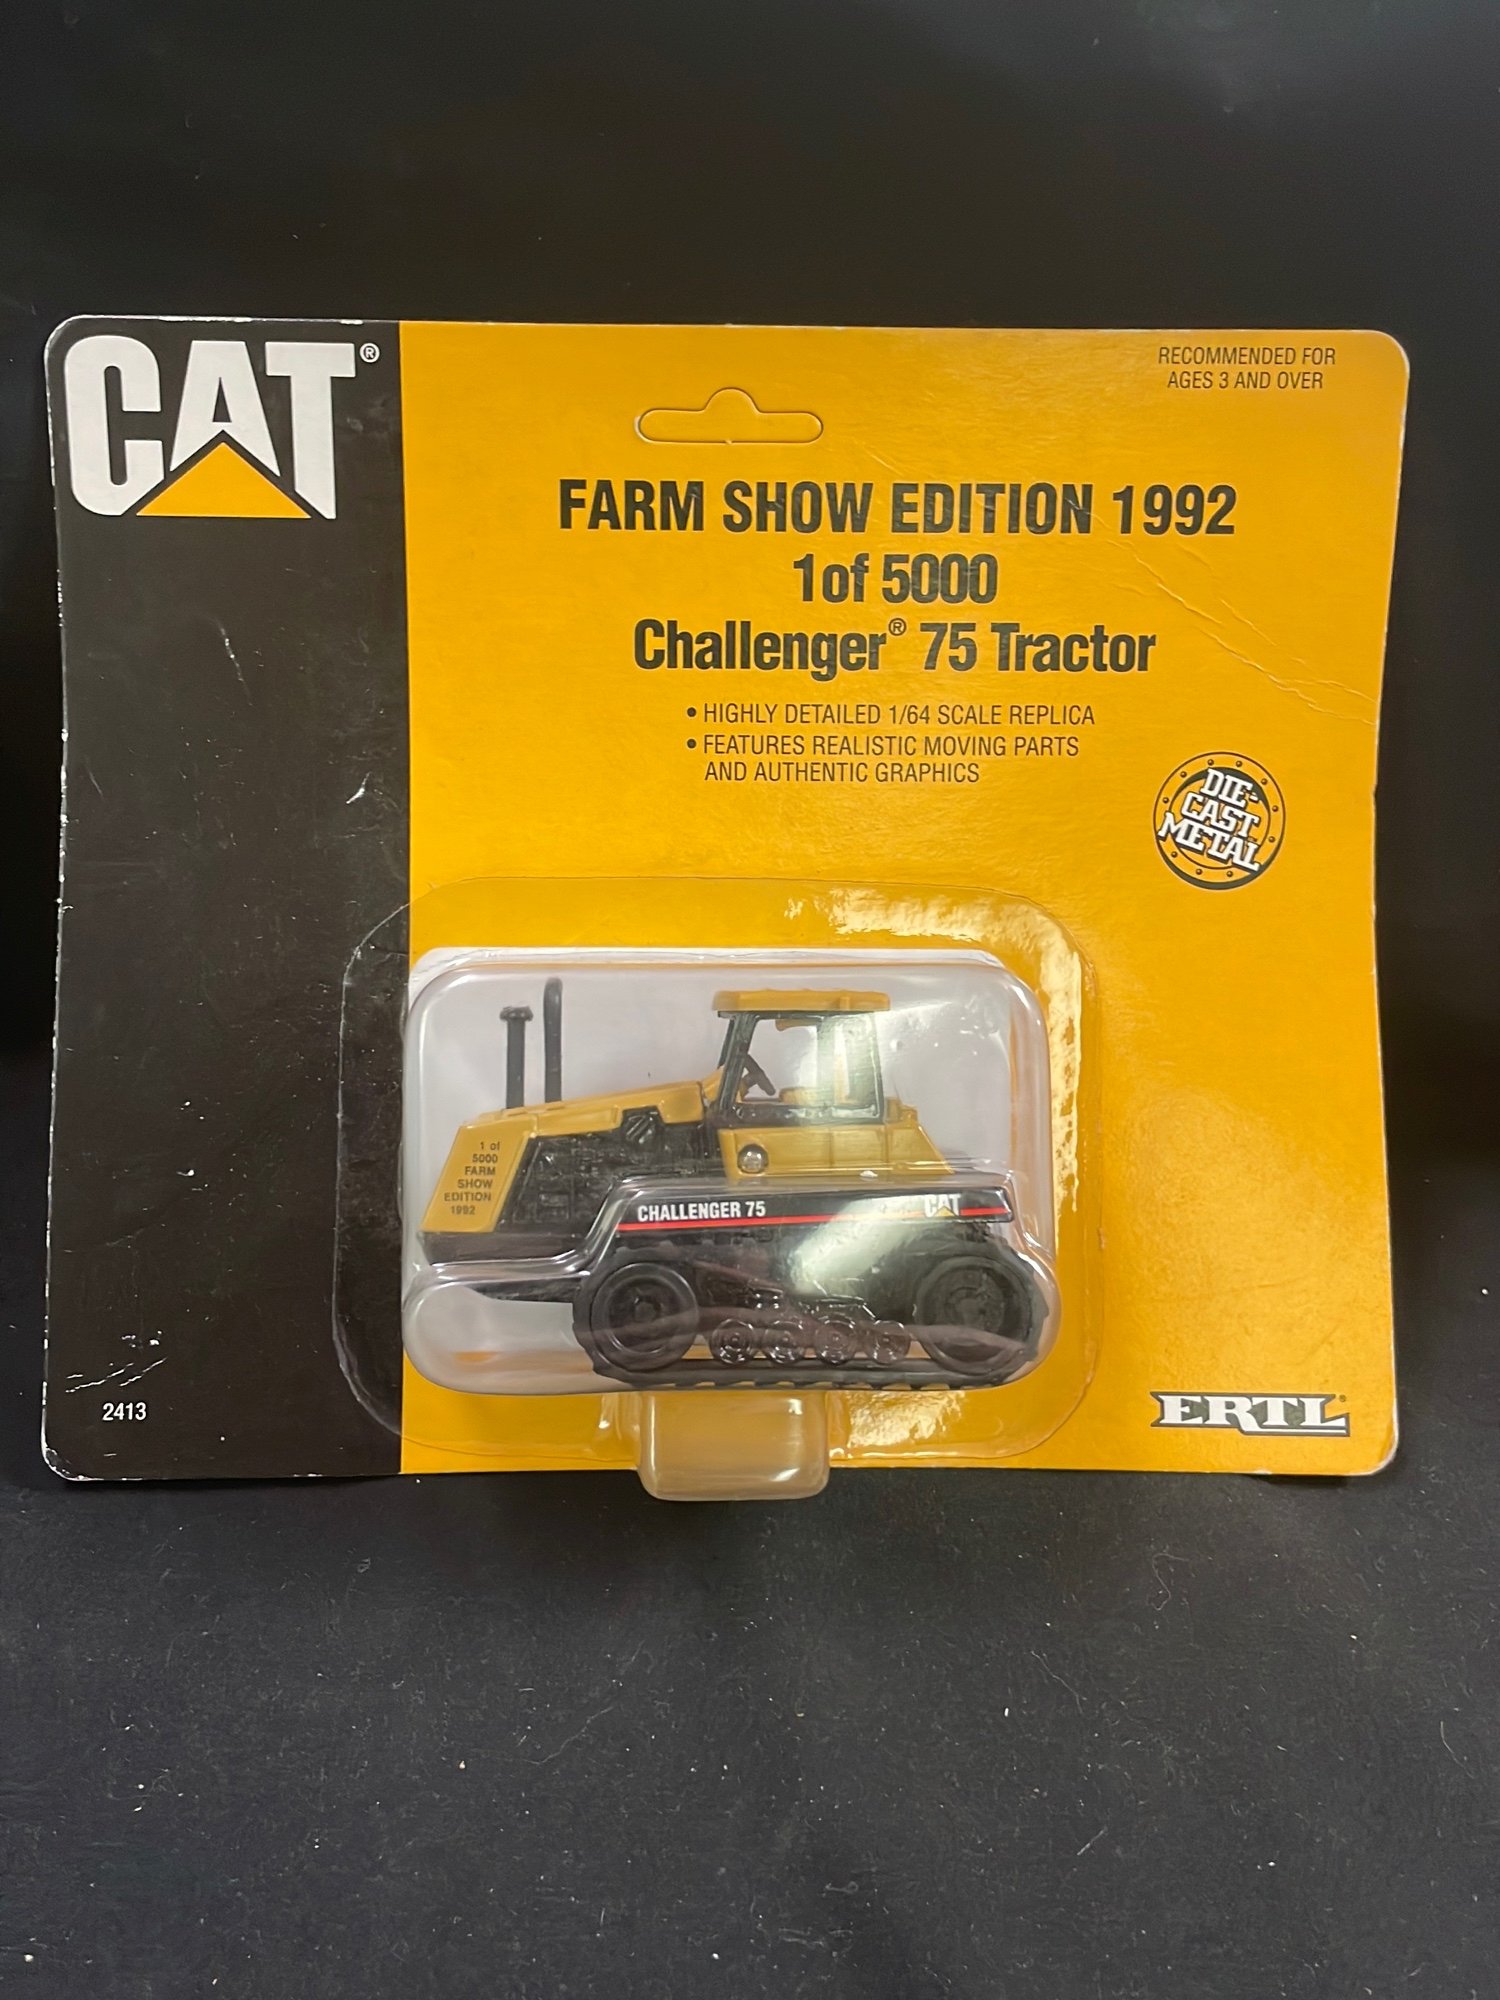 CAT®
RECOMMENDED FOR
AGES 3 AND OVER
FARM SHOW EDITION 1992
1 of 5000
Challenger® 75 Tractor
• HIGHLY DETAILED 1/64 SCALE REPLICA
• FEATURES REALISTIC MOVING PARTS
AND AUTHENTIC GRAPHICS
DIE-
CAST
METAL
1 of
5000
FARM
SHOW
EDITION
1992
CHALLENGER 75
CAT
2413
ERTL®